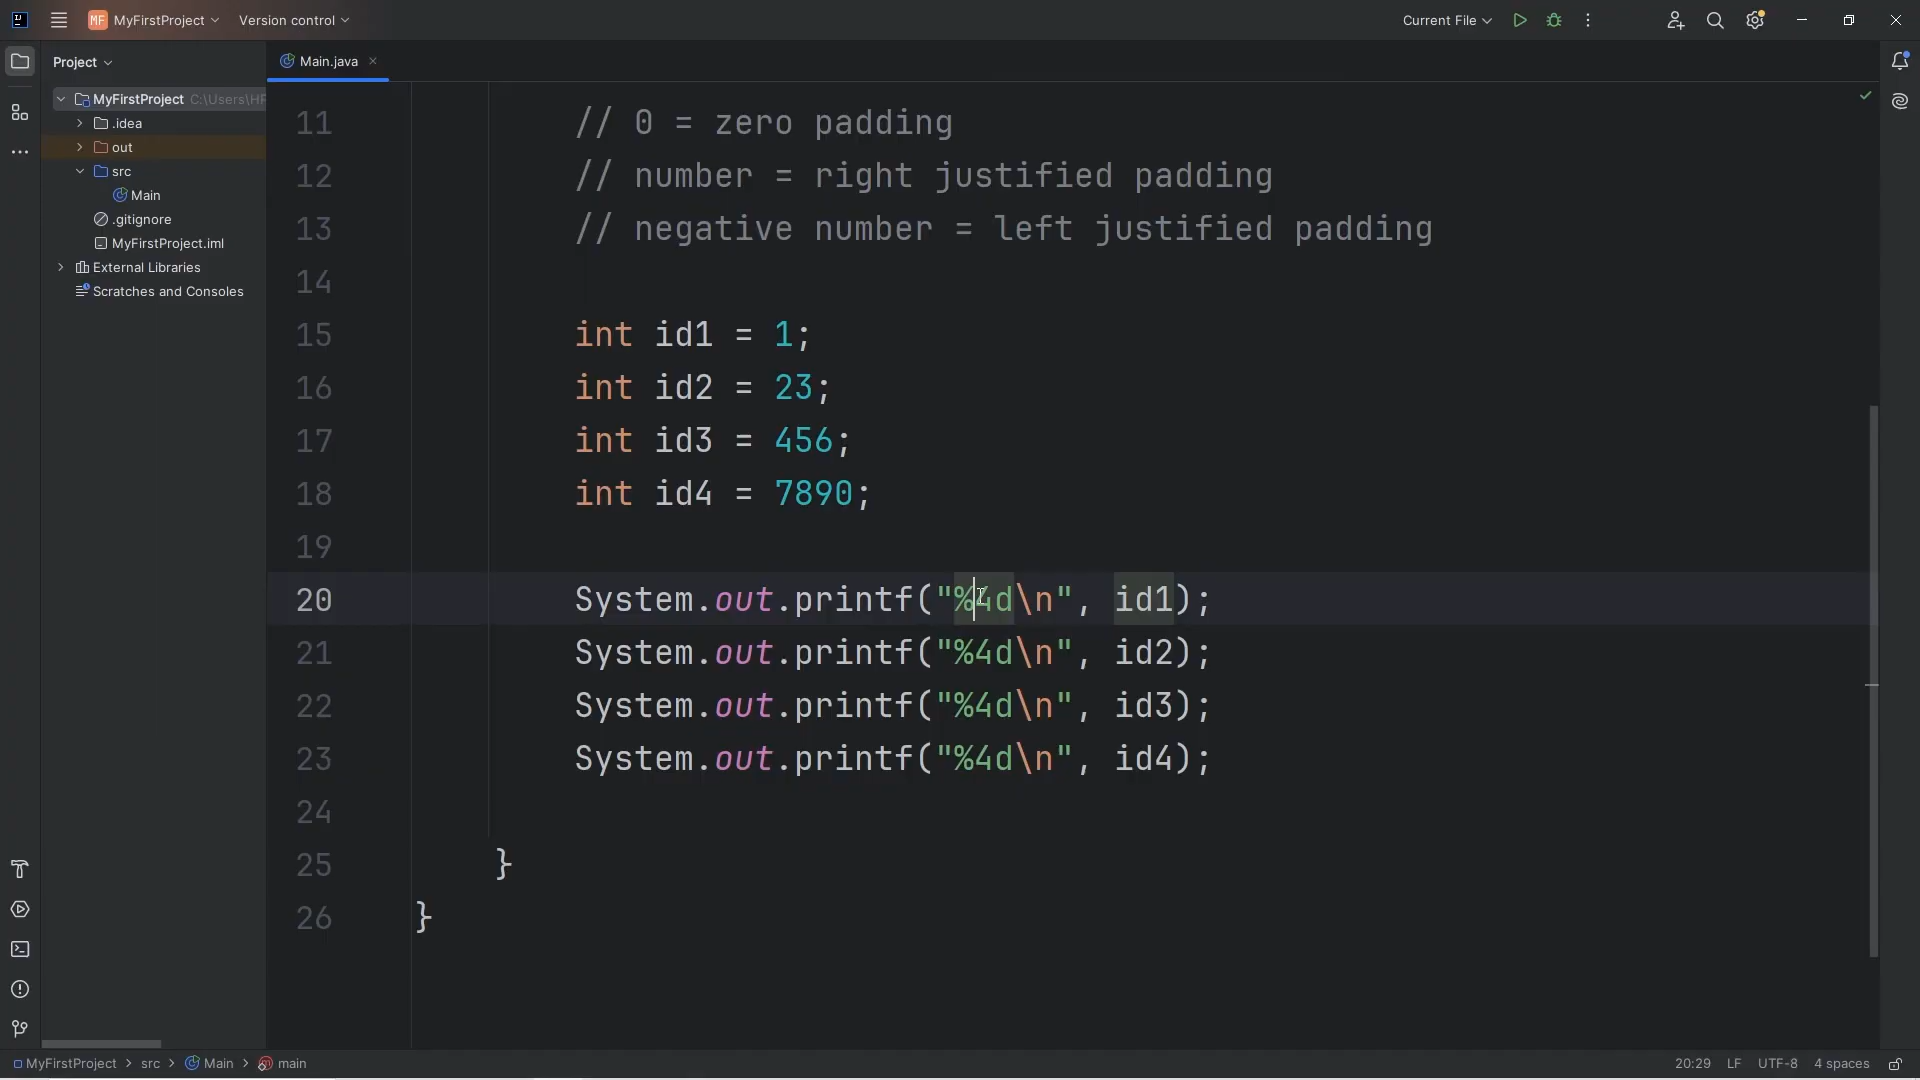 MF MyFirstProject Version control Current File
Project
Main.java
MyFirstProject C:\Users\HP
.idea
out
src
Main
.gitignore
MyFirstProject.iml
External Libraries
Scratches and Consoles
11 // 0 = zero padding
12 // number = right justified padding
13 // negative number = left justified padding
14
15 int id1 = 1;
16 int id2 = 23;
17 int id3 = 456;
18 int id4 = 7890;
19
20 System.out.printf("%4d\n", id1);
21 System.out.printf("%4d\n", id2);
22 System.out.printf("%4d\n", id3);
23 System.out.printf("%4d\n", id4);
24
25 }
26 }
MyFirstProject > src > Main > main 20:29 LF UTF-8 4 spaces